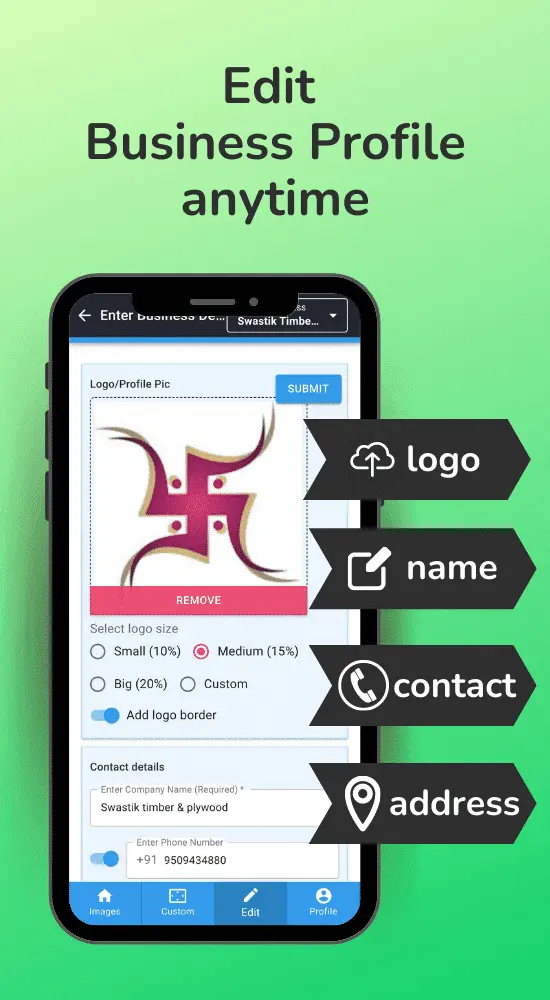 Edit
Business Profile
anytime
Enter Business De...
ss
Swastik Timbe...
Logo/Profile Pic
SUBMIT
REMOVE
Select logo size
Small (10%) Medium (15%)
Big (20%) Custom
Add logo border
Contact details
Enter Company Name (Required) *
Swastik timber & plywood
Enter Phone Number
+91 9509434880
Images Custom Edit Profile
logo
name
contact
address